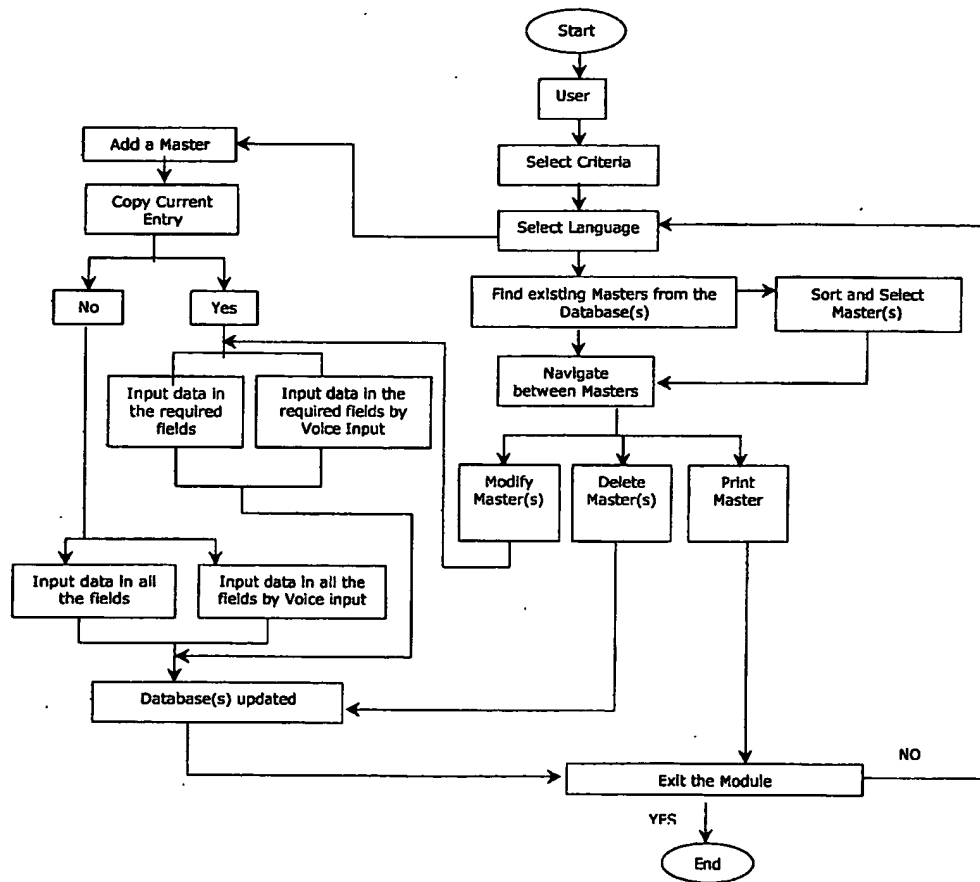 Start
User
Add a Master
Select Criteria
Copy Current
Entry
Select Language
No
Yes
Find existing Masters from the
Database(s)
Sort and Select
Master(s)
Navigate
between Masters
Input data in
the required
fields
Input data in the
required fields by
Voice Input
Modify
Master(s)
Delete
Master(s)
Print
Master
Input data in all
the fields
Input data in all the
fields by Voice input
Database(s) updated
NO
Exit the Module
YES
End